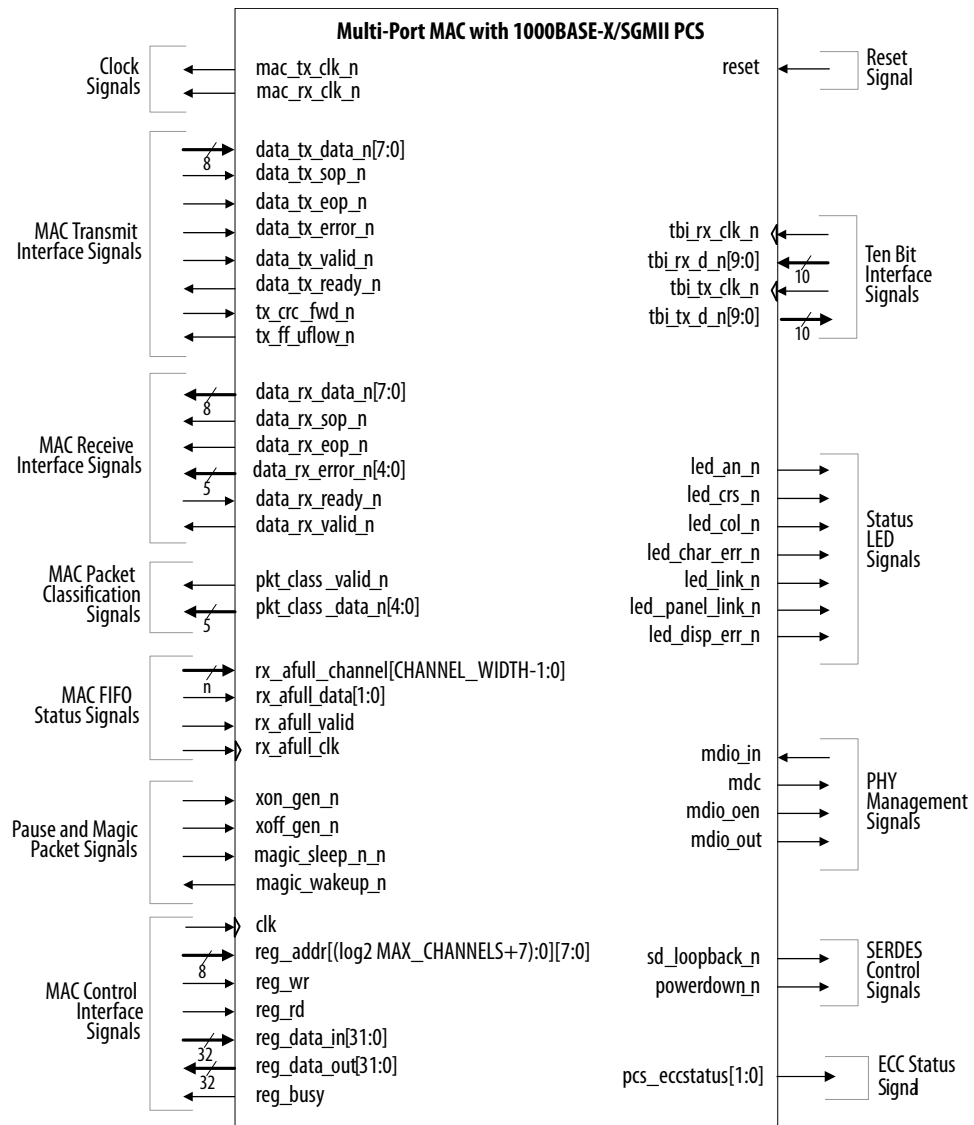 Multi-Port MAC with 1000BASE-X/SGMII PCS
Clock
Signals
mac_tx_clk_n
mac_rx_clk_n
MAC Transmit
Interface Signals
8
data_tx_data_n[7:0]
data_tx_sop_n
data_tx_eop_n
data_tx_error_n
data_tx_valid_n
data_tx_ready_n
tx_crc_fwd_n
tx_ff_uflow_n
MAC Receive
Interface Signals
8
data_rx_data_n[7:0]
data_rx_sop_n
data_rx_eop_n
5
data_rx_error_n[4:0]
data_rx_ready_n
data_rx_valid_n
MAC Packet
Classification
Signals
pkt_class_valid_n
5
pkt_class_data_n[4:0]
MAC FIFO
Status Signals
n
rx_afull_channel[CHANNEL_WIDTH-1:0]
rx_afull_data[1:0]
rx_afull_valid
rx_afull_clk
Pause and Magic
Packet Signals
xon_gen_n
xoff_gen_n
magic_sleep_n_n
magic_wakeup_n
MAC Control
Interface
Signals
clk
8
reg_addr[(log2 MAX_CHANNELS+7):0][7:0]
reg_wr
reg_rd
32
reg_data_in[31:0]
32
reg_data_out[31:0]
reg_busy
reset
Reset
Signal
tbi_rx_clk_n
tbi_rx_d_n[9:0]
10
tbi_tx_clk_n
tbi_tx_d_n[9:0]
10
Ten Bit
Interface
Signals
led_an_n
led_crs_n
led_col_n
led_char_err_n
led_link_n
led_panel_link_n
led_disp_err_n
Status
LED
Signals
mdio_in
mdc
mdio_oen
mdio_out
PHY
Management
Signals
sd_loopback_n
powerdown_n
SERDES
Control
Signals
pcs_eccstatus[1:0]
ECC Status
Signal